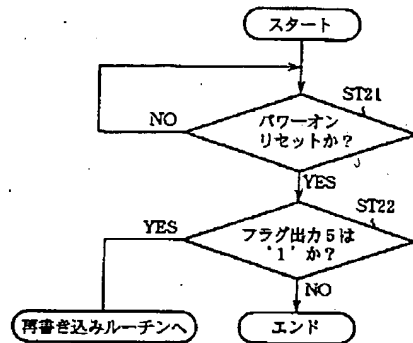 スタート
ST21
NO
パワーオン
リセットか？
YES
ST22
YES
フラグ出力5は
'1'か？
NO
再書き込みルーチンへ
エンド